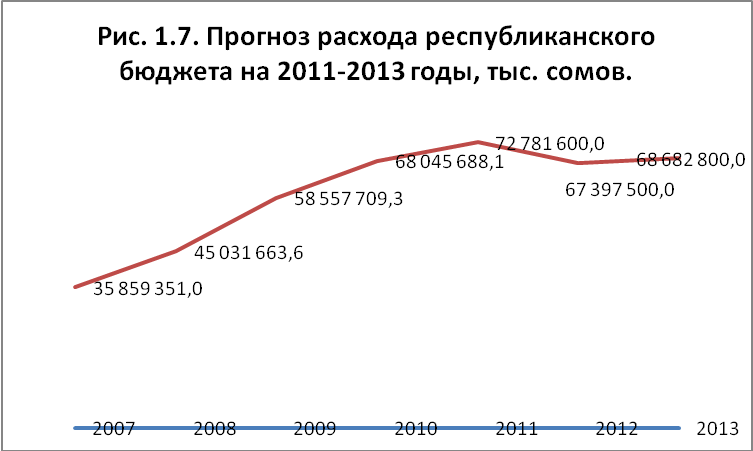 Рис. 1.7. Прогноз расхода республиканского
бюджета на 2011-2013 годы, тыс. сомов.
72 781 600,0
68 045 688,1
68 682 800,0
67 397 500,0
58 557 709,3
45 031 663,6
35 859 351,0
2007 2008 2009 2010 2011 2012 2013